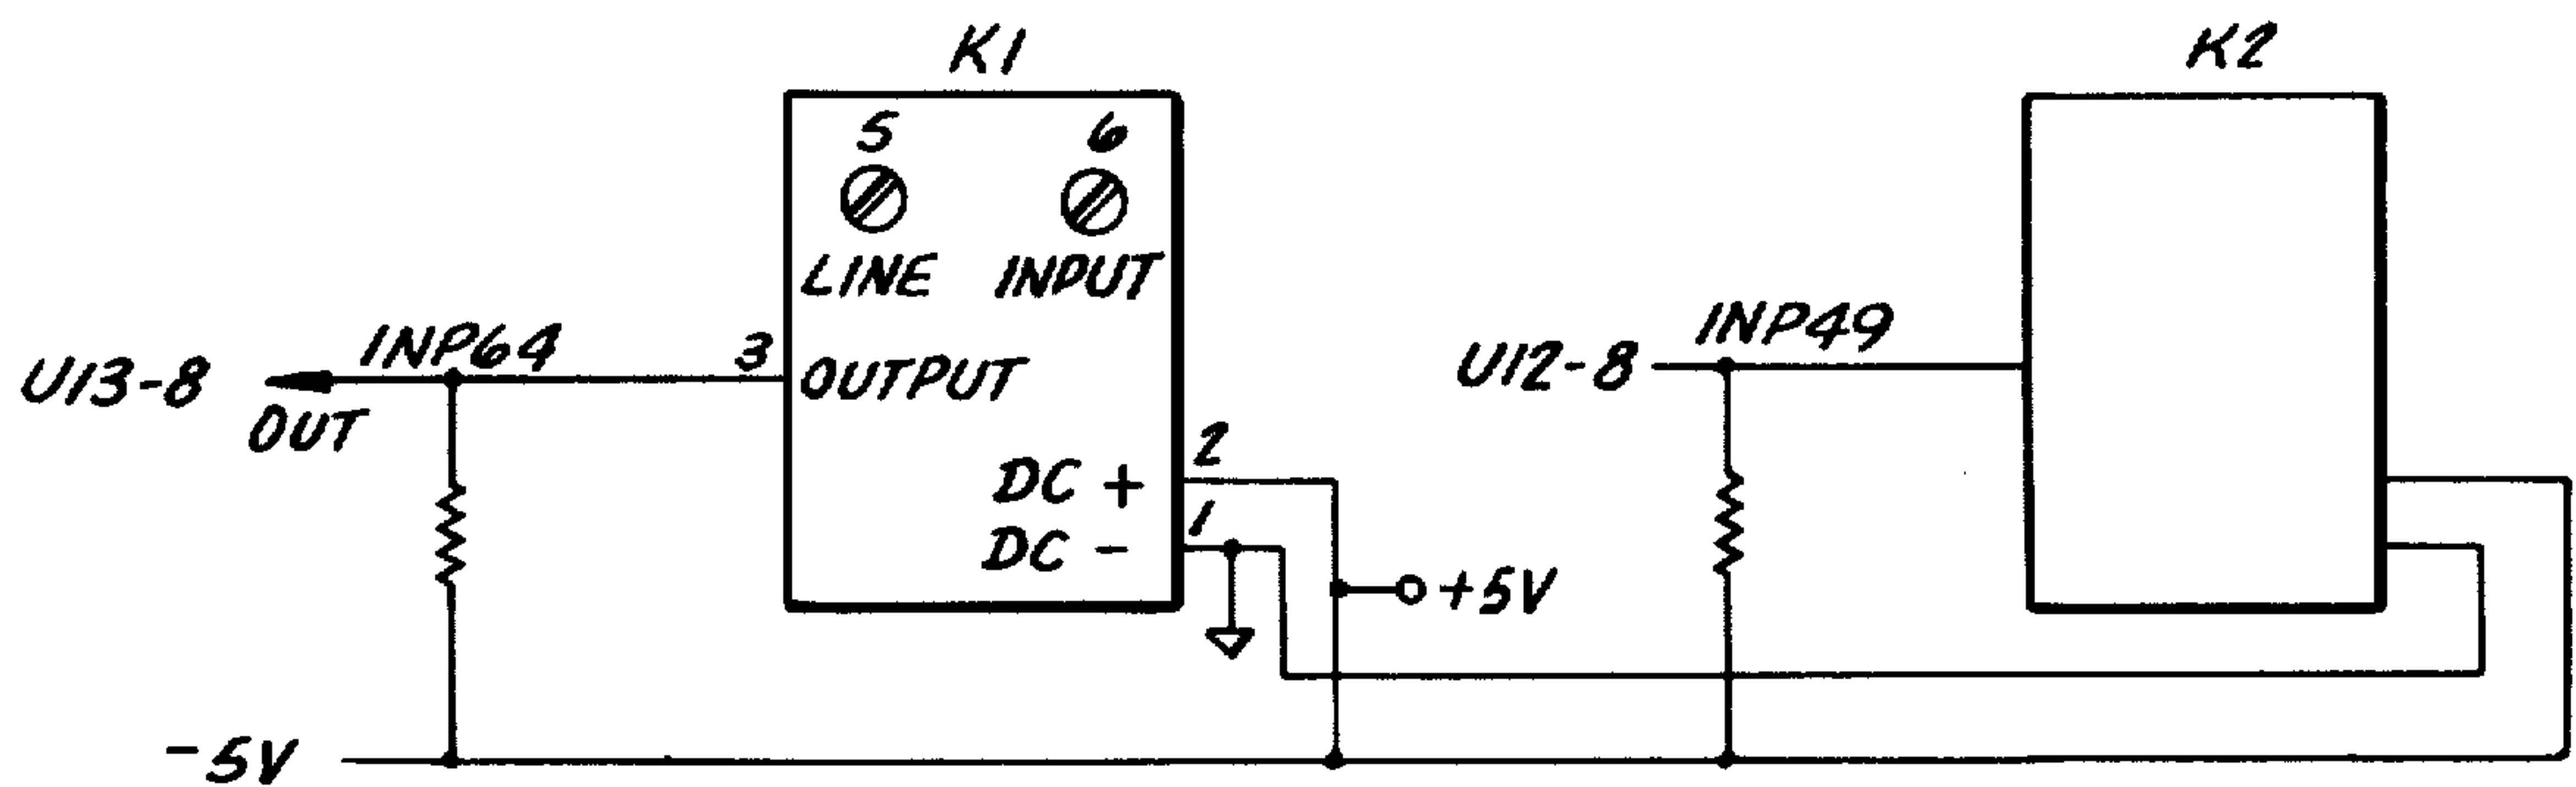 K1
K2
5 6
LINE INPUT
INP64
3
OUTPUT
U13-8
OUT
INP49
U12-8
2
DC +
1
DC -
+5V
-5V